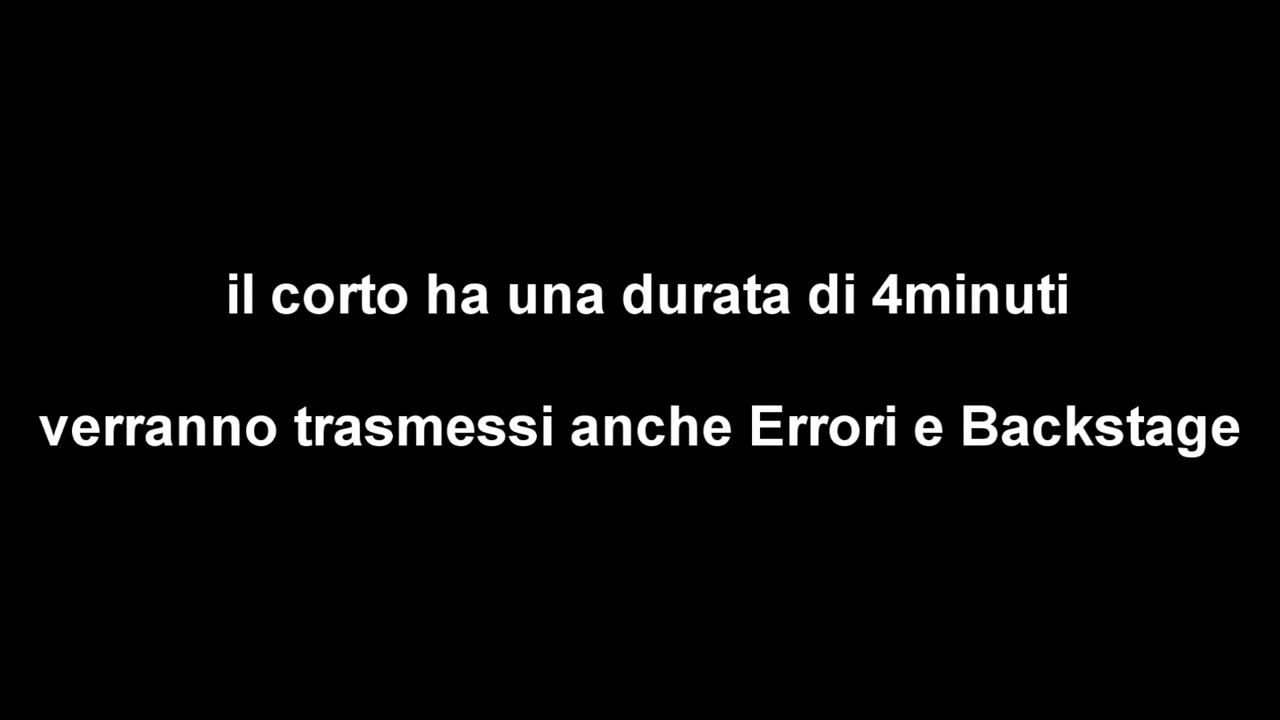 il corto ha una durata di 4minuti
verranno trasmessi anche Errori e Backstage